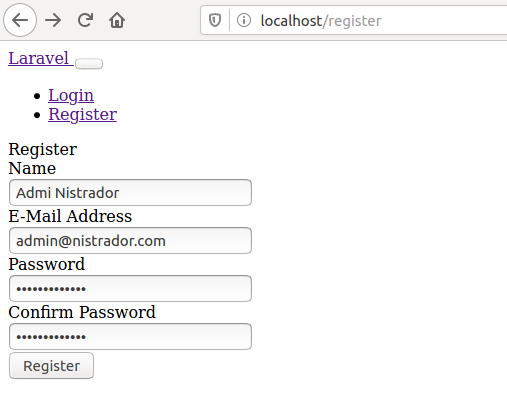 localhost/register
Laravel
Login
Register
Register
Name
Admi Nistrador
E-Mail Address
admin@nistrador.com
Password
•••••••••••••
Confirm Password
•••••••••••••
Register